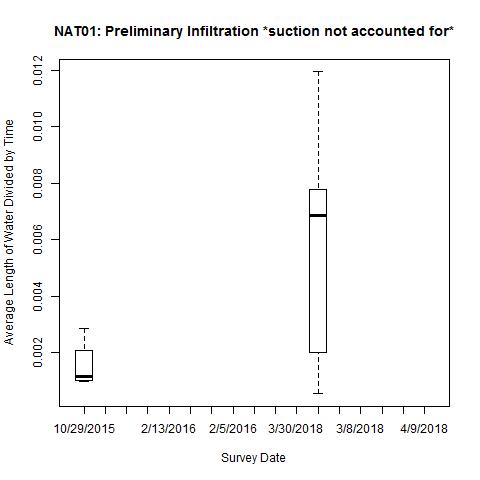 NAT01: Preliminary Infiltration *suction not accounted for*
Average Length of Water Divided by Time
0.012
0.010
0.008
0.006
0.004
0.002
10/29/2015 2/13/2016 2/5/2016 3/30/2018 3/8/2018 4/9/2018
Survey Date